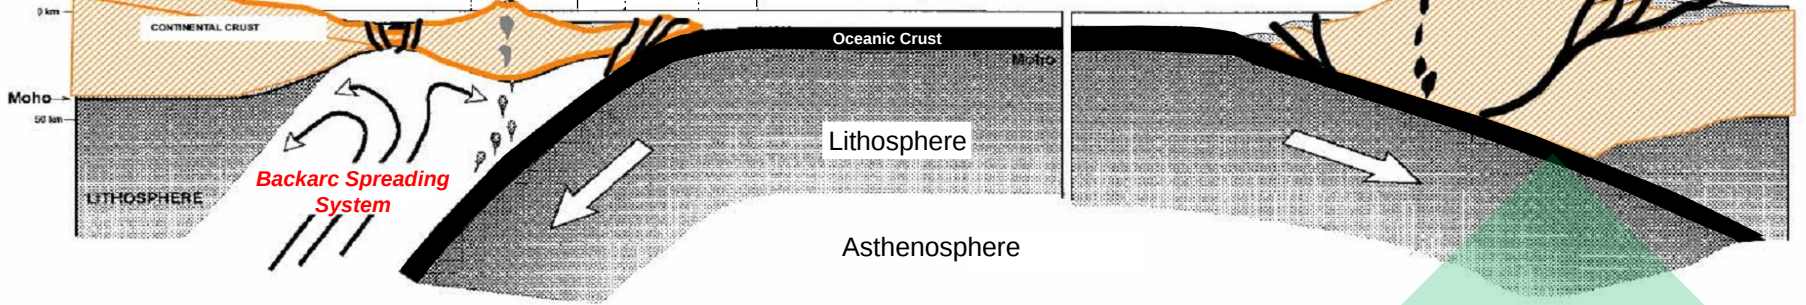 0 km
CONTINENTAL CRUST
Oceanic Crust
Moho
Moho
50 km
Lithosphere
Backarc Spreading
System
LITHOSPHERE
Asthenosphere